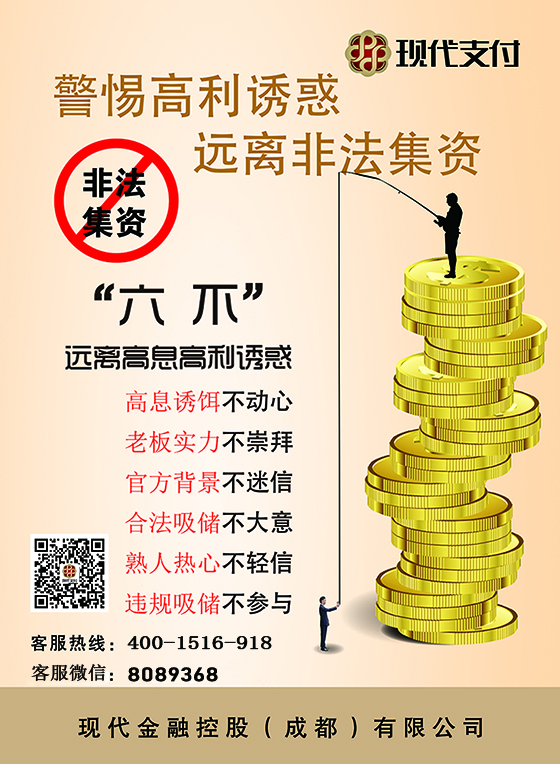 现代支付
警惕高利诱惑
远离非法集资
非法
集资
“六 不”
远离高息高利诱惑
高息诱饵不动心
老板实力不崇拜
官方背景不迷信
合法吸储不大意
熟人热心不轻信
违规吸储不参与
客服热线：400-1516-918
客服微信：8089368
现代金融控股（成都）有限公司